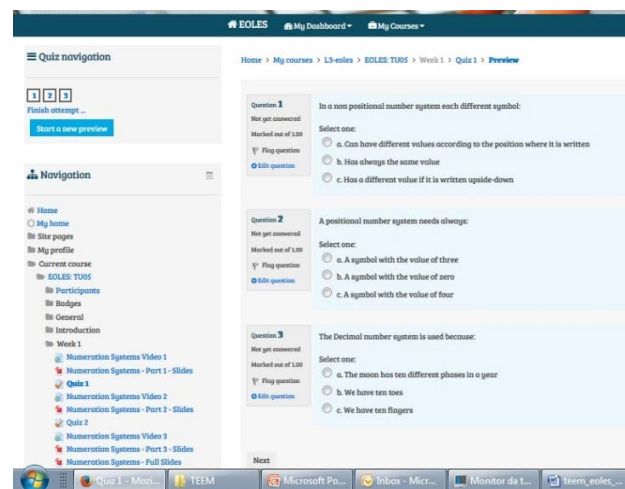 EOLES My Dashboard My Courses
Quiz navigation
1 2 3
Finish attempt ...
Start a new preview
Navigation
Home
My home
Site pages
My profile
Current course
EOLES: TU05
Participants
Badges
General
Introduction
Week 1
Numeration Systems Video 1
Numeration Systems - Part 1 - Slides
Quiz 1
Numeration Systems Video 2
Numeration Systems - Part 2 - Slides
Quiz 2
Numeration Systems Video 3
Numeration Systems - Part 3 - Slides
Numeration Systems - Full Slides
Home > My courses > L3-eoles > EOLES: TU05 > Week 1 > Quiz 1 > Preview
Question 1
Not yet answered
Marked out of 1.00
Flag question
Edit question
In a non positional number system each different symbol:
Select one:
a. Can have different values according to the position where it is written
b. Has always the same value
c. Has a different value if it is written upside-down
Question 2
Not yet answered
Marked out of 1.00
Flag question
Edit question
A positional number system needs always:
Select one:
a. A symbol with the value of three
b. A symbol with the value of zero
c. A symbol with the value of four
Question 3
Not yet answered
Marked out of 1.00
Flag question
Edit question
The Decimal number system is used because:
Select one:
a. The moon has ten different phases in a year
b. We have ten toes
c. We have ten fingers
Next
Quiz 1 - Mozi... TEEM Microsoft Po... Inbox - Micr... Monitor da t... teem_eoles_...